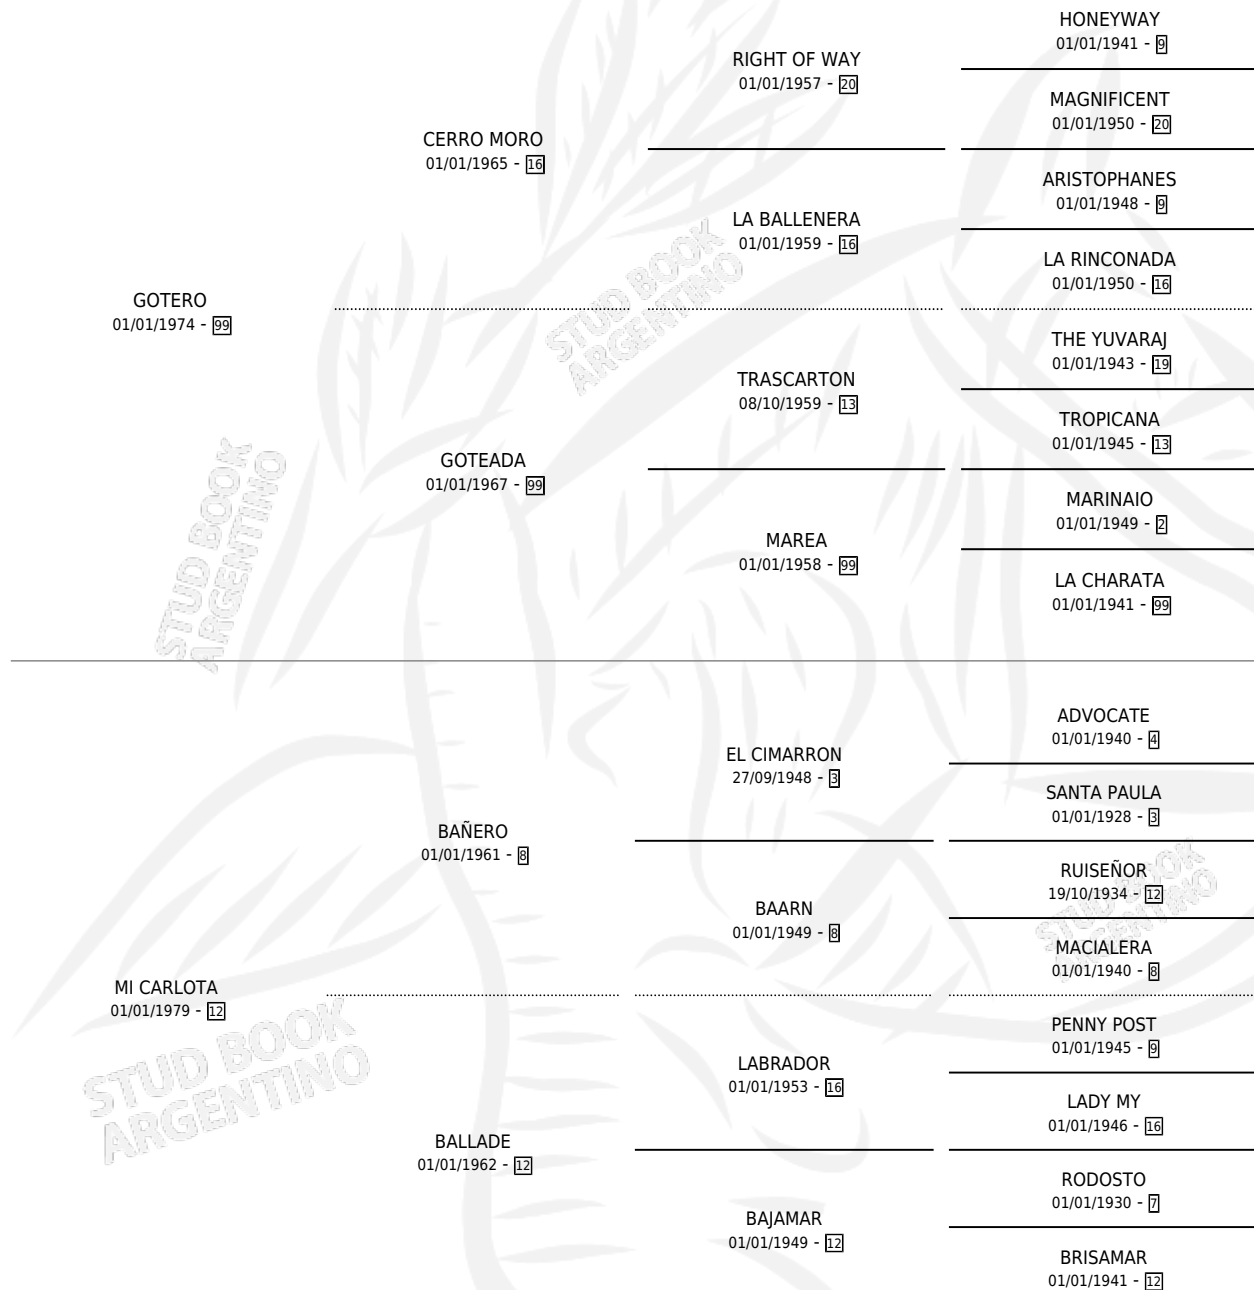 HONEYWAY
01/01/1941 - 9
RIGHT OF WAY
01/01/1957 - 20
MAGNIFICENT
01/01/1950 - 20
CERRO MORO
01/01/1965 - 16
ARISTOPHANES
01/01/1948 - 9
LA BALLENERA
01/01/1959 - 16
LA RINCONADA
01/01/1950 - 16
GOTERO
01/01/1974 - 99
STUD BOOK
ARGENTINO
THE YUVARAJ
01/01/1943 - 19
TRASCARTON
08/10/1959 - 13
TROPICANA
01/01/1945 - 13
GOTEADA
01/01/1967 - 99
MARINAIO
01/01/1949 - 2
MAREA
01/01/1958 - 99
LA CHARATA
01/01/1941 - 99
STUD BOOK
ARGENTINO
ADVOCATE
01/01/1940 - 4
EL CIMARRON
27/09/1948 - 3
SANTA PAULA
01/01/1928 - 3
BAÑERO
01/01/1961 - 8
RUISEÑOR
19/10/1934 - 12
BAARN
01/01/1949 - 8
STUD BOOK
ARGENTINO
MACIALERA
01/01/1940 - 8
MI CARLOTA
01/01/1979 - 12
PENNY POST
01/01/1945 - 9
LABRADOR
01/01/1953 - 16
STUD BOOK
ARGENTINO
LADY MY
01/01/1946 - 16
BALLADE
01/01/1962 - 12
RODOSTO
01/01/1930 - 7
BAJAMAR
01/01/1949 - 12
BRISAMAR
01/01/1941 - 12